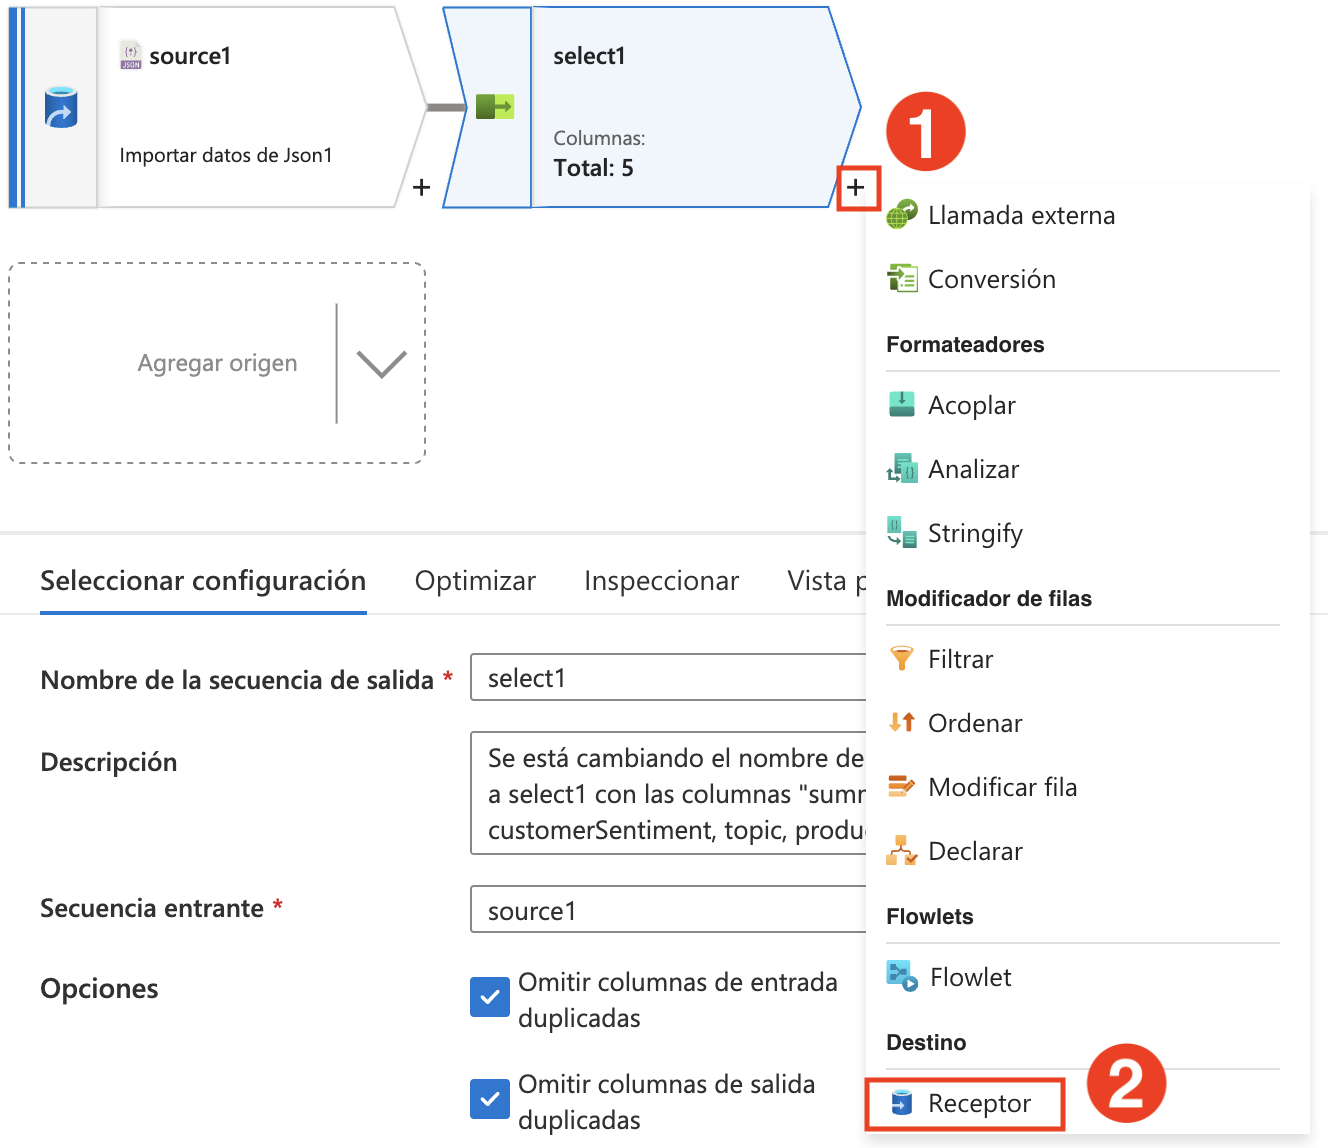 source1
Importar datos de Json1
+
select1
Columnas:
Total: 5
+
1
Agregar origen
Llamada externa
Conversión
Formateadores
Acoplar
Analizar
Stringify
Modificador de filas
Filtrar
Ordenar
Modificar fila
Declarar
Flowlets
Flowlet
Destino
Receptor
2
Seleccionar configuración
Optimizar
Inspeccionar
Vista p
Nombre de la secuencia de salida *
select1
Descripción
Se está cambiando el nombre de
a select1 con las columnas "sumr
customerSentiment, topic, produ
Secuencia entrante *
source1
Opciones
Omitir columnas de entrada
duplicadas
Omitir columnas de salida
duplicadas